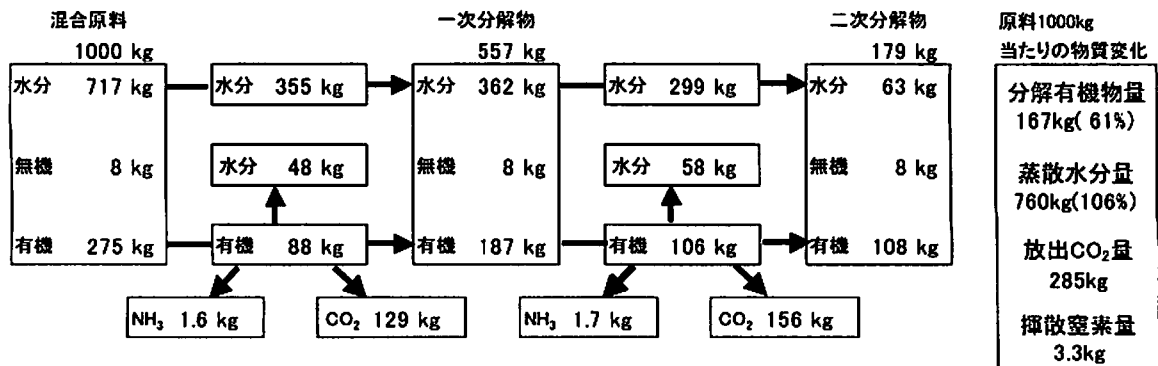 混合原料
1000 kg
水分 717 kg
無機 8 kg
有機 275 kg
水分 355 kg
水分 48 kg
有機 88 kg
NH₃ 1.6 kg
CO₂ 129 kg
一次分解物
557 kg
水分 362 kg
無機 8 kg
有機 187 kg
水分 299 kg
水分 58 kg
有機 106 kg
NH₃ 1.7 kg
CO₂ 156 kg
二次分解物
179 kg
水分 63 kg
無機 8 kg
有機 108 kg
原料1000kg
当たりの物質変化
分解有機物量
167kg( 61%)
蒸散水分量
760kg(106%)
放出CO₂量
285kg
揮散窒素量
3.3kg